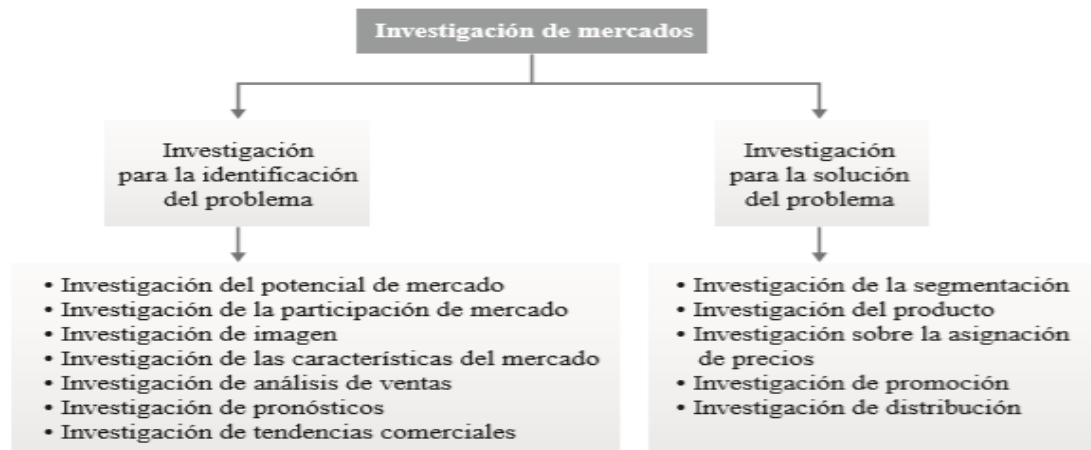 Investigación de mercados
Investigación
para la identificación
del problema
Investigación
para la solución
del problema
• Investigación del potencial de mercado
• Investigación de la participación de mercado
• Investigación de imagen
• Investigación de las características del mercado
• Investigación de análisis de ventas
• Investigación de pronósticos
• Investigación de tendencias comerciales
• Investigación de la segmentación
• Investigación del producto
• Investigación sobre la asignación
de precios
• Investigación de promoción
• Investigación de distribución